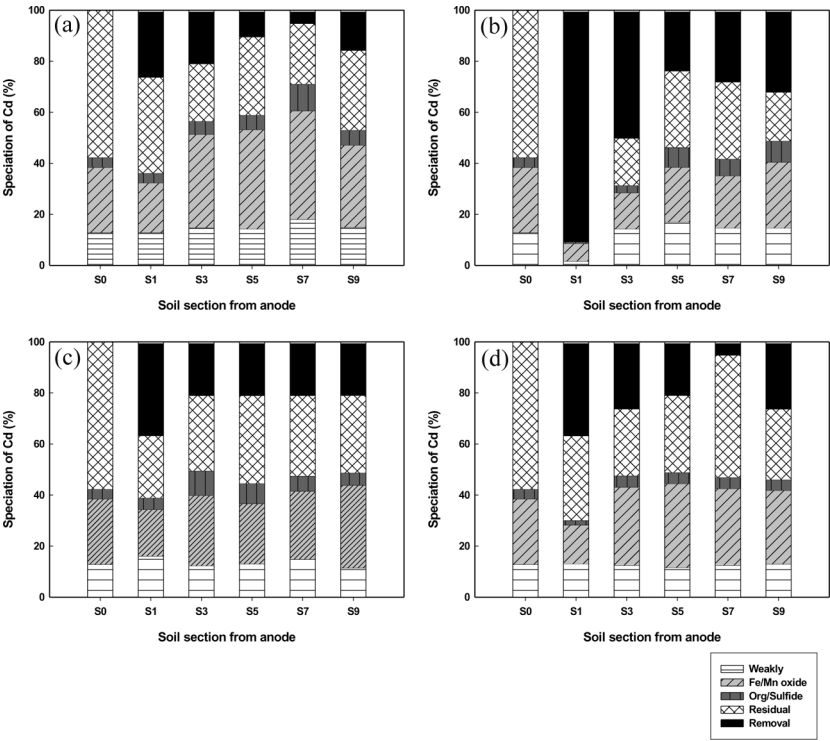 (a)
Speciation of Cd (%)
100
80
60
40
20
0
S0 S1 S3 S5 S7 S9
Soil section from anode
(b)
Speciation of Cd (%)
100
80
60
40
20
0
S0 S1 S3 S5 S7 S9
Soil section from anode
(c)
Speciation of Cd (%)
100
80
60
40
20
0
S0 S1 S3 S5 S7 S9
Soil section from anode
(d)
Speciation of Cd (%)
100
80
60
40
20
0
S0 S1 S3 S5 S7 S9
Soil section from anode
Weakly
Fe/Mn oxide
Org/Sulfide
Residual
Removal